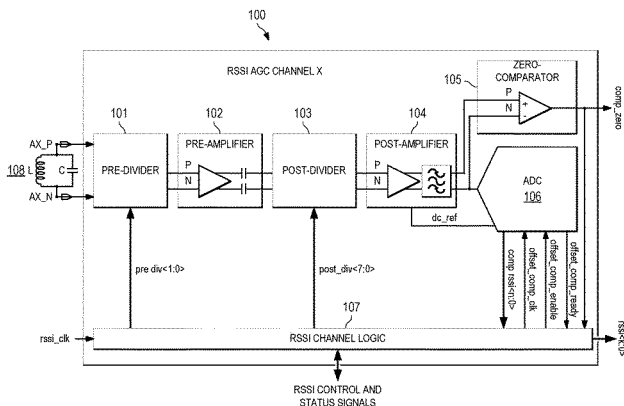 100
RSSI AGC CHANNEL X
ZERO-
COMPARATOR
105
P
N
+
-
comp_zero
101
102
103
104
AX_P
AX_N
108
L
C
PRE-DIVIDER
PRE-AMPLIFIER
P
N
POST-DIVIDER
P
N
POST-AMPLIFIER
ADC
106
dc_ref
pre div<1:0>
post_div<7:0>
comp rssi<n:0>
offset_comp_clk
offset_comp_enable
offset_comp_ready
107
rssi_clk
RSSI CHANNEL LOGIC
rssi<k:0>
RSSI CONTROL AND
STATUS SIGNALS